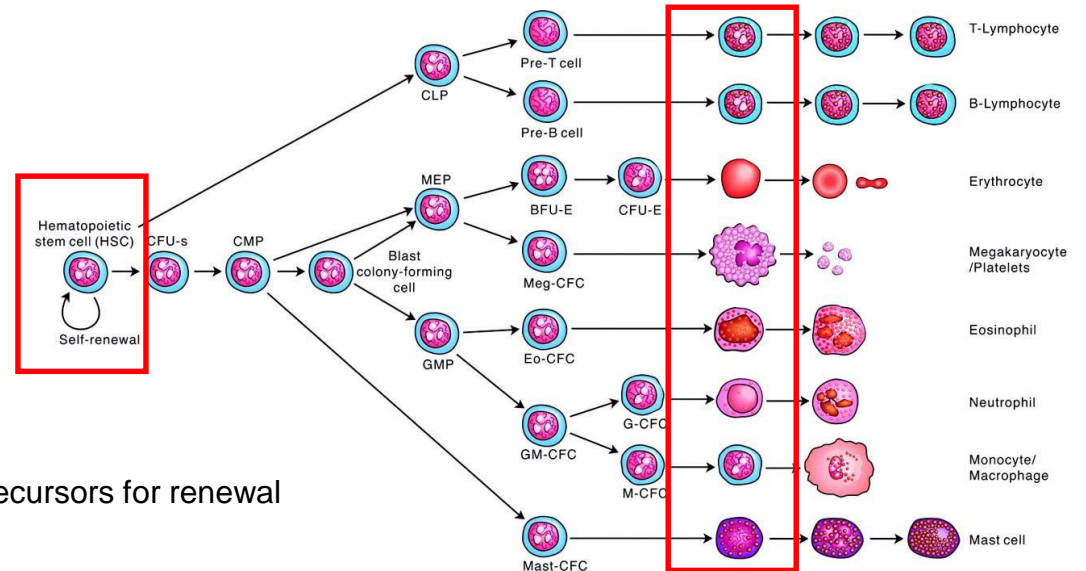 T-Lymphocyte
Pre-T cell
CLP
B-Lymphocyte
Pre-B cell
MEP
BFU-E
CFU-E
Erythrocyte
Hematopoietic
stem cell (HSC)
CFU-s
CMP
Blast
colony-forming
cell
Meg-CFC
Megakaryocyte
/Platelets
Self-renewal
GMP
Eo-CFC
Eosinophil
G-CFC
Neutrophil
GM-CFC
M-CFC
Monocyte/
Macrophage
ecursors for renewal
Mast-CFC
Mast cell